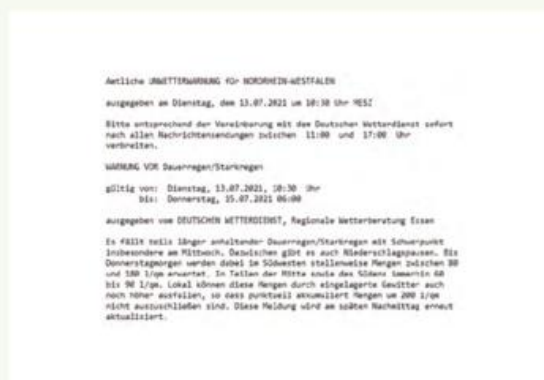 Amtliche UNWETTERWARNUNG für NORDRHEIN-WESTFALEN
ausgegeben am Dienstag, dem 13.07.2021 um 10:30 Uhr MESZ
Bitte entsprechend der Vereinbarung mit dem Deutschen Wetterdienst sofort
nach allen Nachrichtensendungen zwischen 11:00 und 17:00 Uhr
verbreiten.
WARNUNG VOR Dauerregen/Starkregen
gültig von: Dienstag, 13.07.2021, 10:30 Uhr
bis: Donnerstag, 15.07.2021 06:00
ausgegeben vom DEUTSCHEN WETTERDIENST, Regionale Wetterberatung Essen
Es fällt teils länger anhaltender Dauerregen/Starkregen mit Schwerpunkt
insbesondere am Mittwoch. Dazwischen gibt es auch Niederschlagspausen. Bis
Donnerstagmorgen werden dabei im Südwesten stellenweise Mengen zwischen 80
und 180 l/qm erwartet. In Teilen der Mitte sowie des Südens immerhin 60
bis 90 l/qm. Lokal können diese Mengen durch eingelagerte Gewitter auch
noch höher ausfallen, so dass punktuell akkumuliert Mengen um 200 l/qm
nicht auszuschließen sind. Diese Meldung wird am späten Nachmittag erneut
aktualisiert.